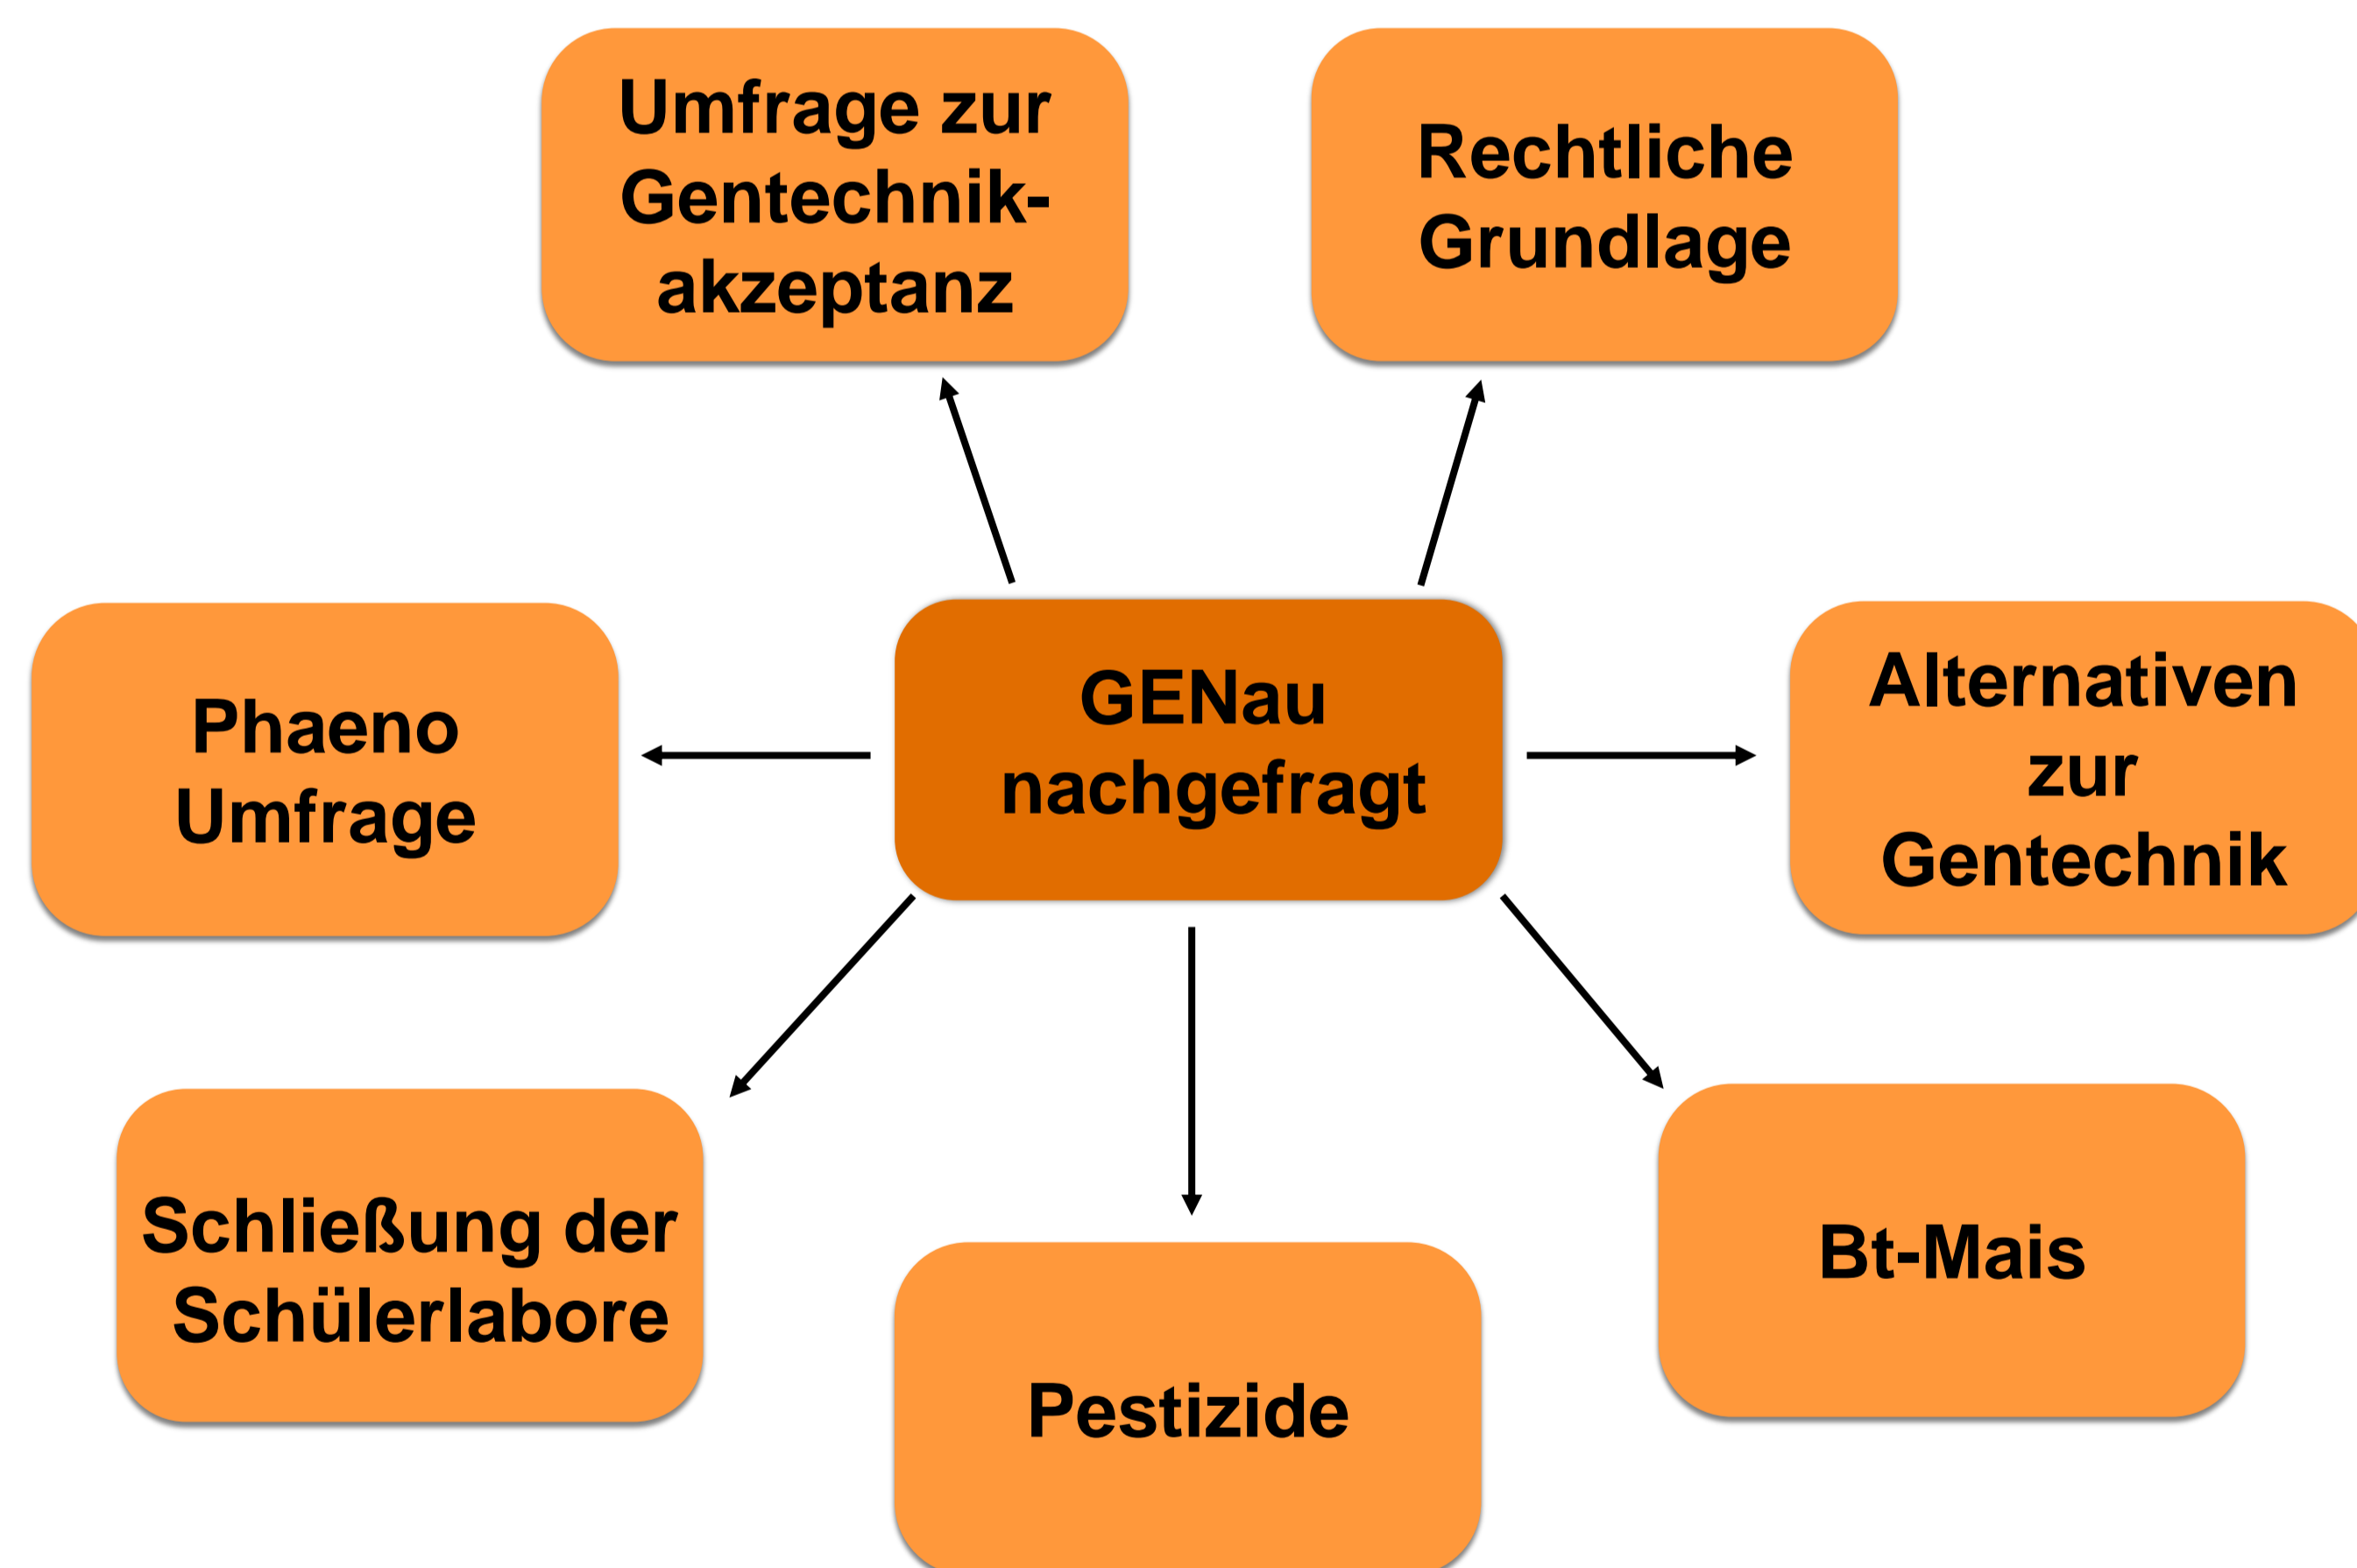 Umfrage zur
Gentechnik-
akzeptanz
Rechtliche
Grundlage
Phaeno
Umfrage
GENau
nachgefragt
Alternativen
zur
Gentechnik
Schließung der
Schülerlabore
Pestizide
Bt-Mais